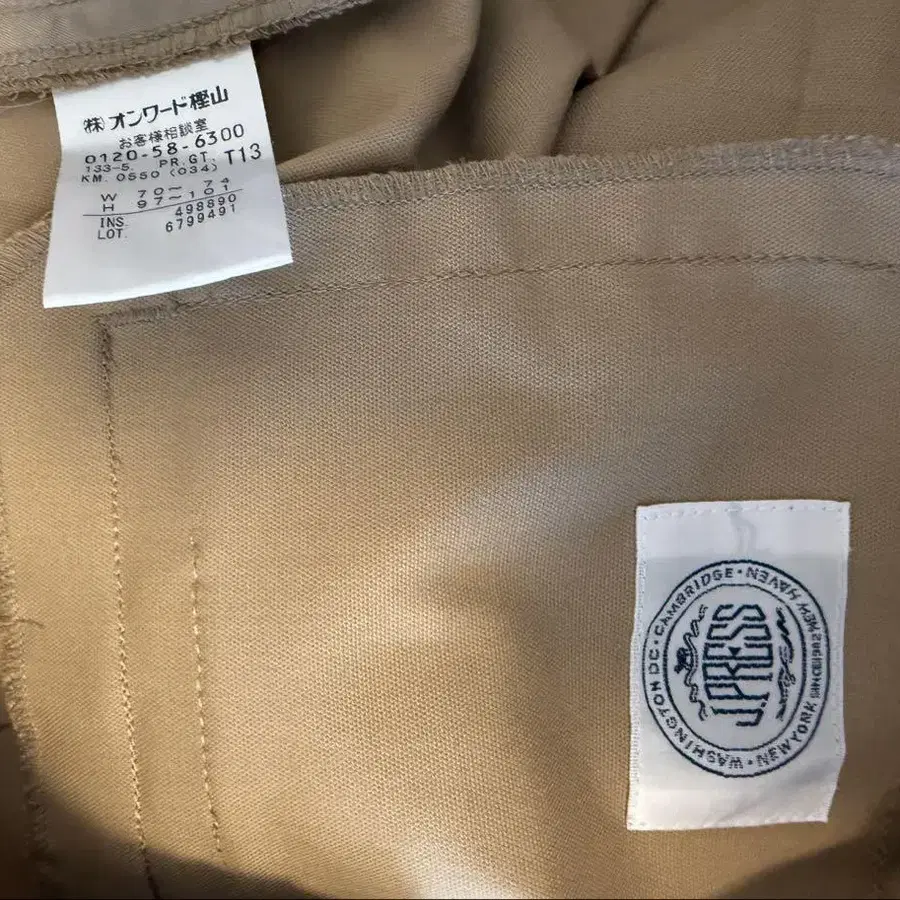 ㈱オンワード樫山
お客様相談室
0120-58-6300
133-5. PR.GT. T13
KM. 0550 (034)
W 70～ 74
H 97～101
INS. 498890
LOT. 6799491
J.PRESS
WASHINGTON DC・CAMBRIDGE・NEW HAVEN
NEW YORK SINCE1902